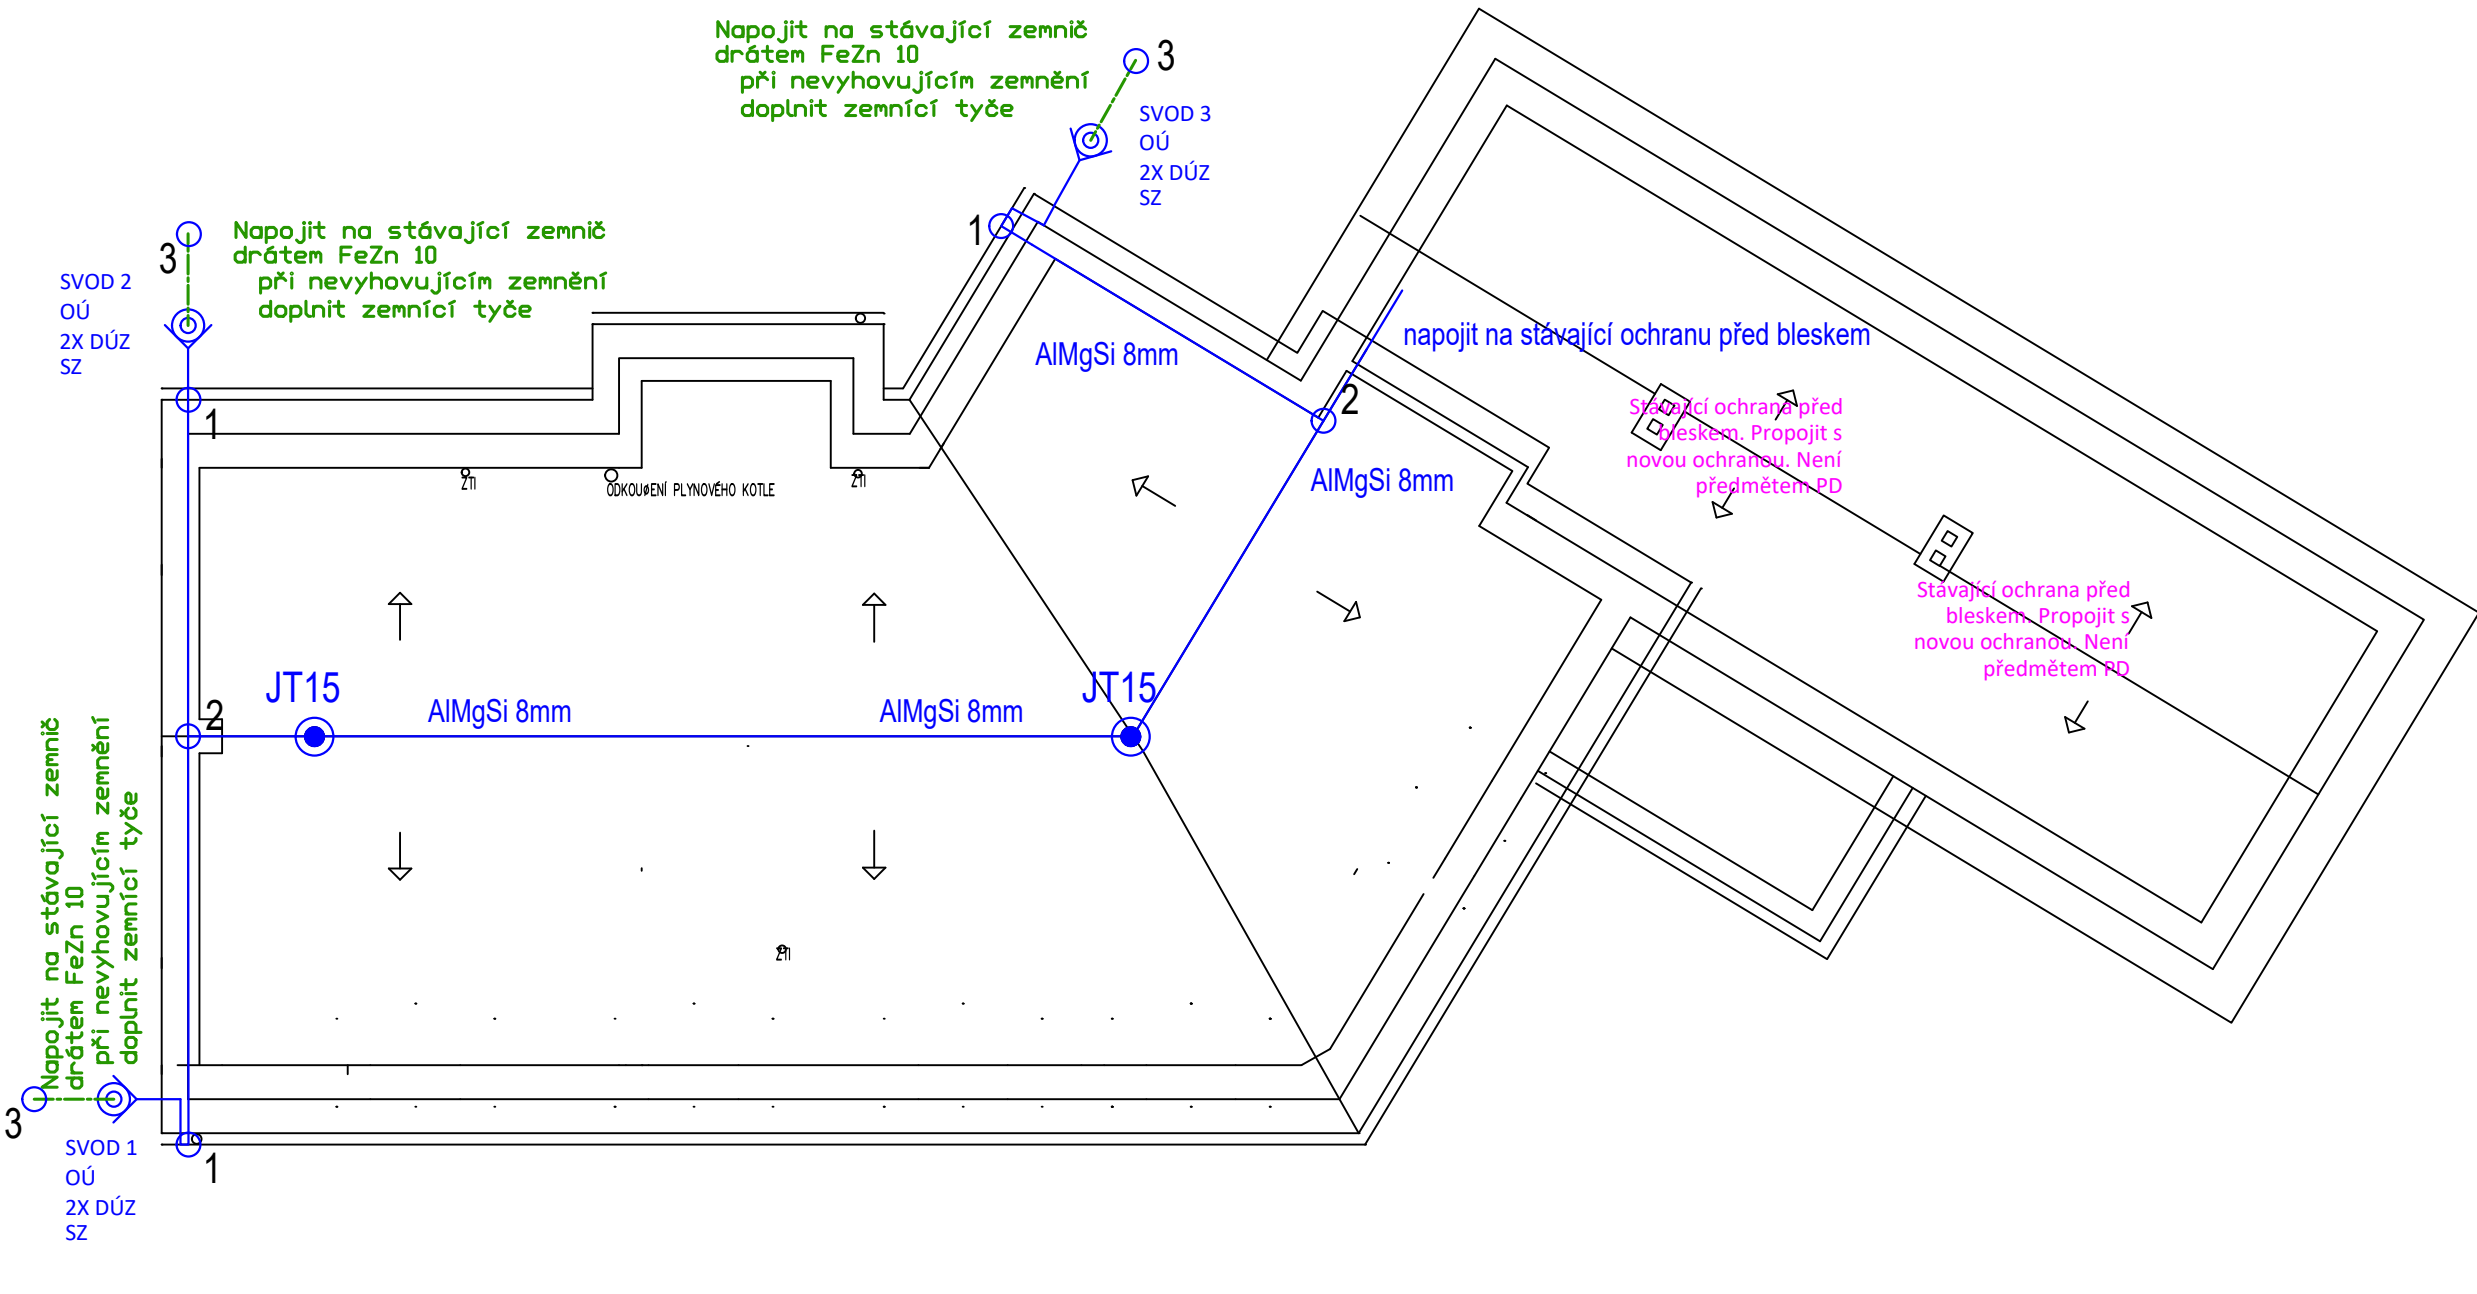 Napojit na stávající zemnič
drátem FeZn 10
při nevyhovujícím zemnění
doplnit zemnící tyče
3
SVOD 3
OÚ
2X DÚZ
SZ
1
Napojit na stávající zemnič
drátem FeZn 10
při nevyhovujícím zemnění
doplnit zemnící tyče
3
SVOD 2
OÚ
2X DÚZ
SZ
1
AlMgSi 8mm
napojit na stávající ochranu před bleskem
2
AlMgSi 8mm
Stávající ochrana před
bleskem. Propojit s
novou ochranou. Není
předmětem PD
ZTI
ODKOUØENÍ PLYNOVÉHO KOTLE
ZTI
Stávající ochrana před
bleskem. Propojit s
novou ochranou. Není
předmětem PD
JT15
AlMgSi 8mm
AlMgSi 8mm
JT15
2
Napojit na stávající zemnič
drátem FeZn 10
při nevyhovujícím zemnění
doplnit zemnící tyče
ZTI
3
SVOD 1
OÚ
2X DÚZ
SZ
1